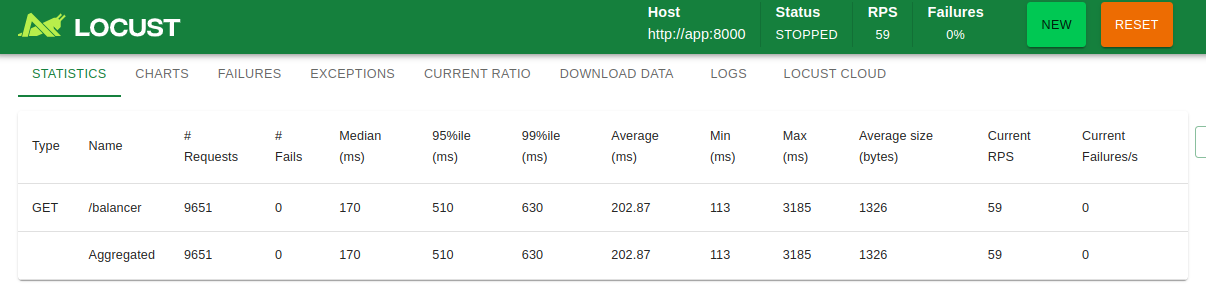 LOCUST
Host Status RPS Failures
http://app:8000 STOPPED 59 0%
NEW RESET
STATISTICS CHARTS FAILURES EXCEPTIONS CURRENT RATIO DOWNLOAD DATA LOGS LOCUST CLOUD
Type Name # Requests # Fails Median (ms) 95%ile (ms) 99%ile (ms) Average (ms) Min (ms) Max (ms) Average size (bytes) Current RPS Current Failures/s
GET /balancer 9651 0 170 510 630 202.87 113 3185 1326 59 0
Aggregated 9651 0 170 510 630 202.87 113 3185 1326 59 0